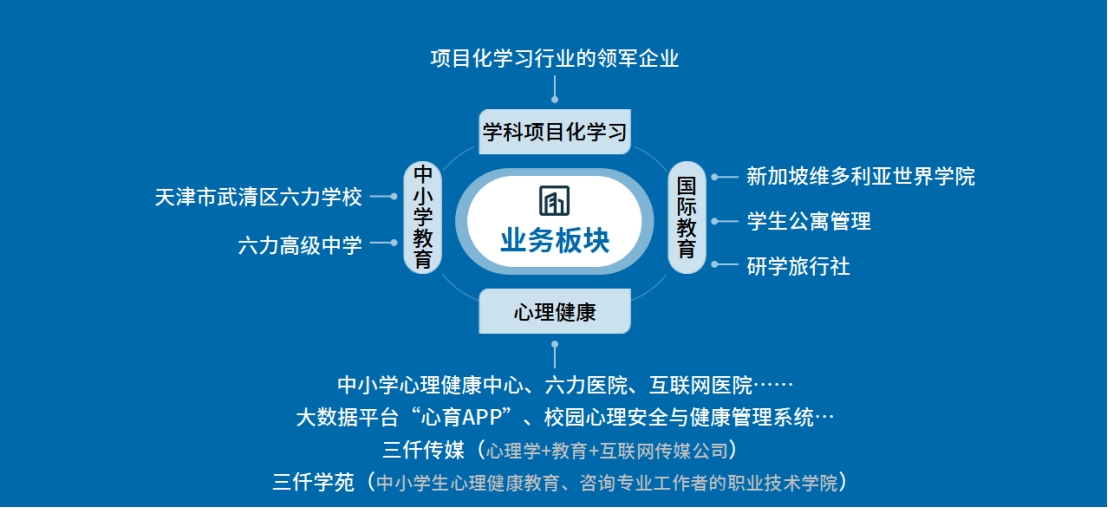 项目化学习行业的领军企业
学科项目化学习
中小学教育
天津市武清区六力学校
六力高级中学
业务板块
国际教育
新加坡维多利亚世界学院
学生公寓管理
研学旅行社
心理健康
中小学心理健康中心、六力医院、互联网医院……
大数据平台“心育APP”、校园心理安全与健康管理系统…
三仟传媒（心理学+教育+互联网传媒公司）
三仟学苑（中小学生心理健康教育、咨询专业工作者的职业技术学院）